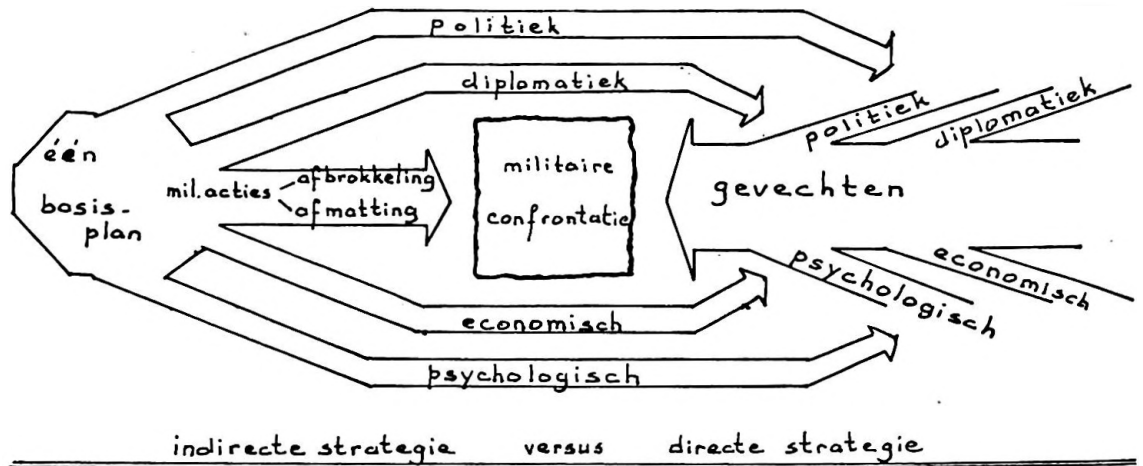 politiek
diplomatiek
één
basis-
plan
mil.acties
afbrokkeling
afmatting
militaire
confrontatie
gevechten
politiek
diplomatiek
economisch
psychologisch
psychologisch
economisch
indirecte strategie versus directe strategie